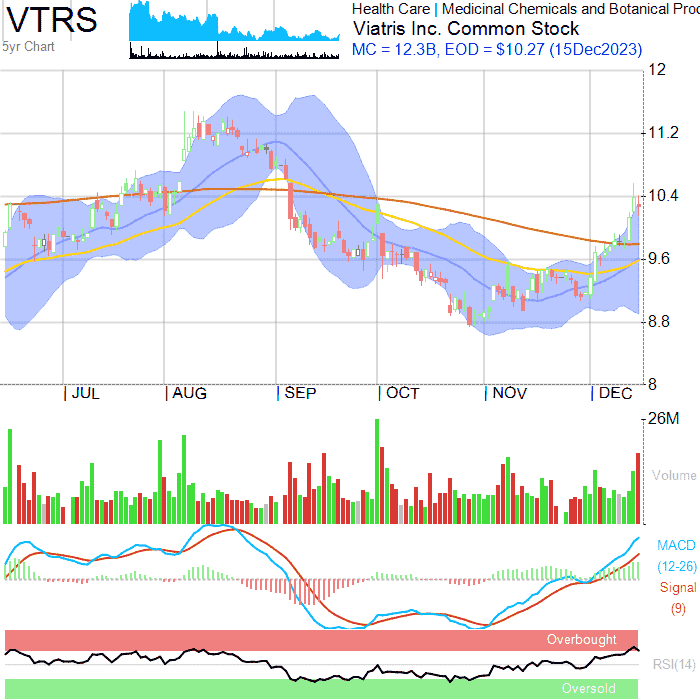 VTRS
5yr Chart
Health Care | Medicinal Chemicals and Botanical Proc
Viatris Inc. Common Stock
MC = 12.3B, EOD = $10.27 (15Dec2023)
12
11.2
10.4
9.6
8.8
8
| JUL | AUG | SEP | OCT | NOV | DEC
26M
Volume
MACD
(12-26)
Signal
(9)
Overbought
RSI(14)
Oversold